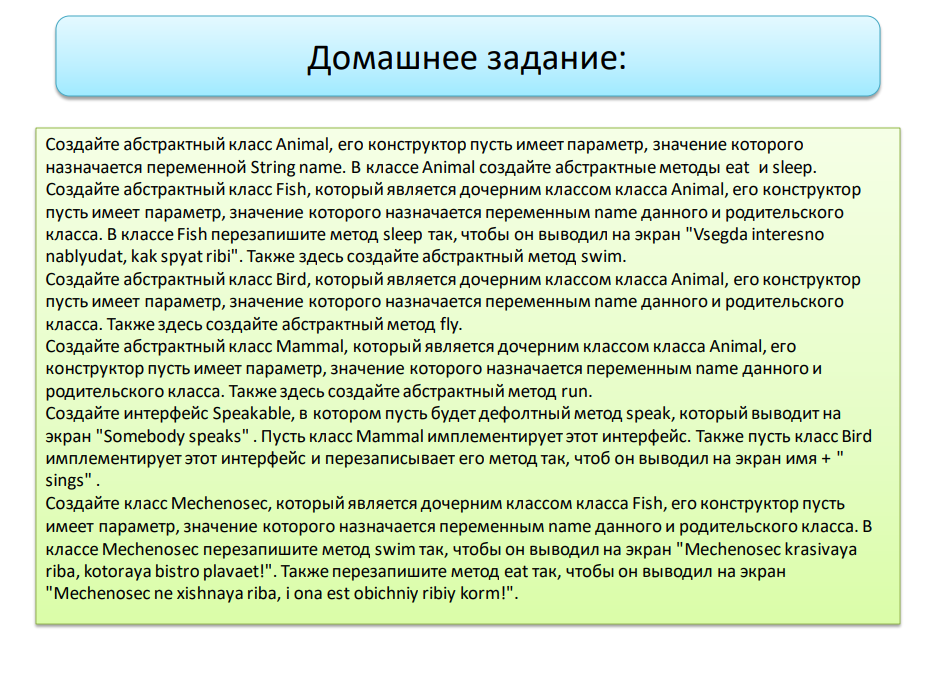 Домашнее задание:
Создайте абстрактный класс Animal, его конструктор пусть имеет параметр, значение которого
назначается переменной String name. В классе Animal создайте абстрактные методы eat и sleep.
Создайте абстрактный класс Fish, который является дочерним классом класса Animal, его конструктор
пусть имеет параметр, значение которого назначается переменным name данного и родительского
класса. В классе Fish перезапишите метод sleep так, чтобы он выводил на экран "Vsegda interesno
nablyudat, kak spyat ribi". Также здесь создайте абстрактный метод swim.
Создайте абстрактный класс Bird, который является дочерним классом класса Animal, его конструктор
пусть имеет параметр, значение которого назначается переменным name данного и родительского
класса. Также здесь создайте абстрактный метод fly.
Создайте абстрактный класс Mammal, который является дочерним классом класса Animal, его
конструктор пусть имеет параметр, значение которого назначается переменным name данного и
родительского класса. Также здесь создайте абстрактный метод run.
Создайте интерфейс Speakable, в котором пусть будет дефолтный метод speak, который выводит на
экран "Somebody speaks" . Пусть класс Mammal имплементирует этот интерфейс. Также пусть класс Bird
имплементирует этот интерфейс и перезаписывает его метод так, чтоб он выводил на экран имя + "
sings" .
Создайте класс Mechenosec, который является дочерним классом класса Fish, его конструктор пусть
имеет параметр, значение которого назначается переменным name данного и родительского класса. В
классе Mechenosec перезапишите метод swim так, чтобы он выводил на экран "Mechenosec krasivaya
riba, kotoraya bistro plavaet!". Также перезапишите метод eat так, чтобы он выводил на экран
"Mechenosec ne xishnaya riba, i ona est obichniy ribiy korm!".